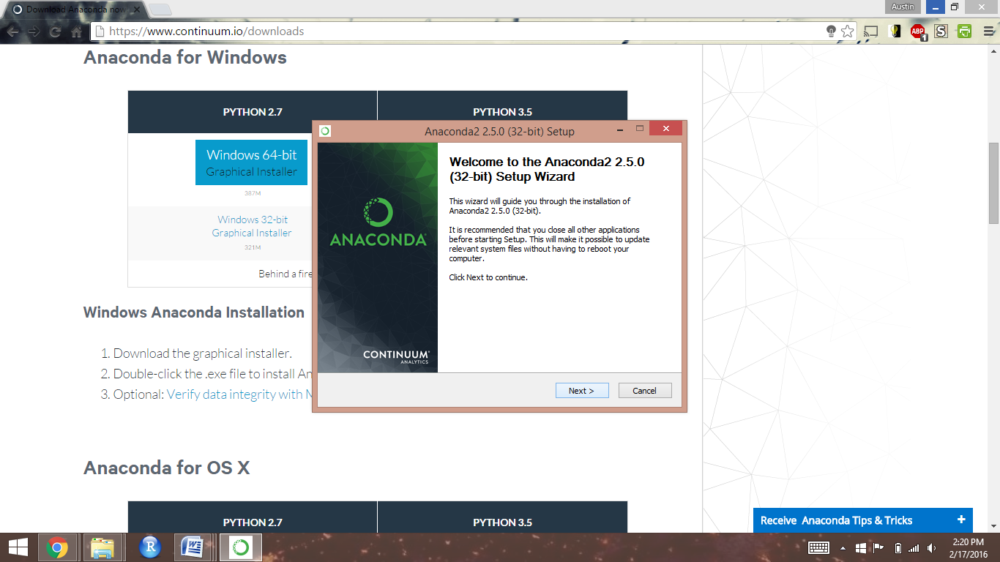 Download Anaconda now
Austin
https://www.continuum.io/downloads
ABP
1
S
Anaconda for Windows
PYTHON 2.7
PYTHON 3.5
Windows 64-bit
Graphical Installer
387M
Windows 32-bit
Graphical Installer
321M
Behind a fire
Windows Anaconda Installation
1. Download the graphical installer.
2. Double-click the .exe file to install An
3. Optional: Verify data integrity with M
Anaconda2 2.5.0 (32-bit) Setup
ANACONDA
CONTINUUM
ANALYTICS
Welcome to the Anaconda2 2.5.0
(32-bit) Setup Wizard
This wizard will guide you through the installation of
Anaconda2 2.5.0 (32-bit).
It is recommended that you close all other applications
before starting Setup. This will make it possible to update
relevant system files without having to reboot your
computer.
Click Next to continue.
Next >
Cancel
Anaconda for OS X
PYTHON 2.7
PYTHON 3.5
Receive Anaconda Tips & Tricks
+
R
W
2:20 PM
2/17/2016